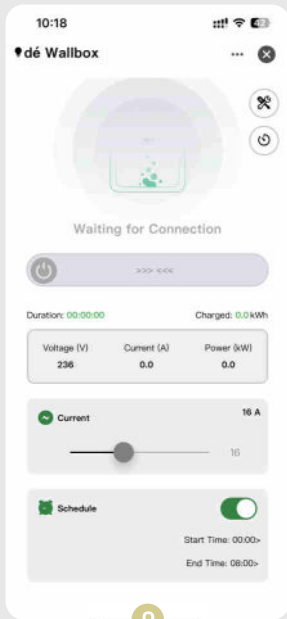 10:18
dé Wallbox
Waiting for Connection
>>> <<<
Duration: 00:00:00 Charged: 0.0 kWh
Voltage (V) Current (A) Power (kW)
236 0.0 0.0
Current 16 A
16
Schedule
Start Time: 00:00>
End Time: 08:00>